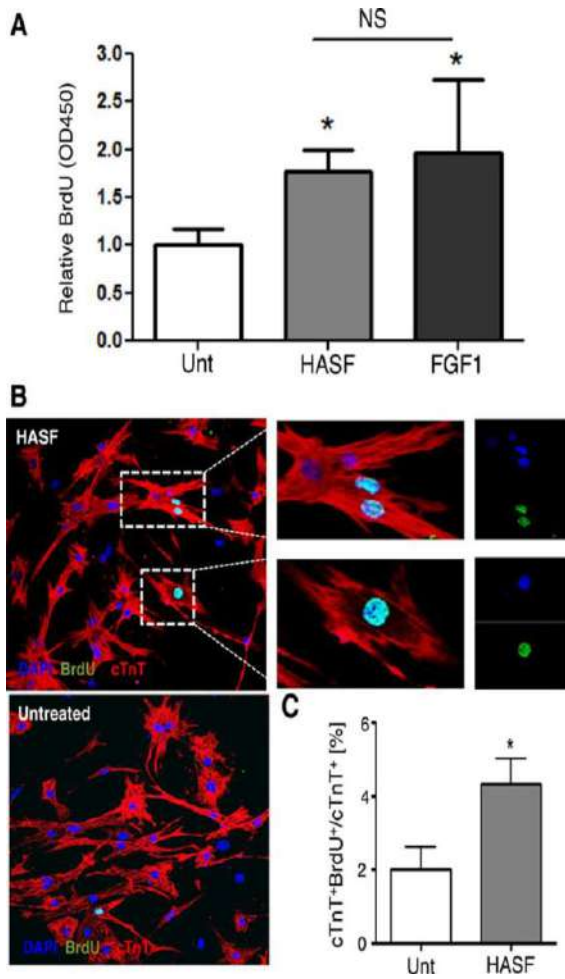 A
NS
*
*
Relative BrdU (OD450)
3.0
2.5
2.0
1.5
1.0
0.5
0.0
Unt HASF FGF1
B
HASF
DAPI BrdU cTnT
Untreated
DAPI BrdU cTnT
C
cTnT⁺BrdU⁺/cTnT⁺ [%]
6
4
2
0
*
Unt HASF